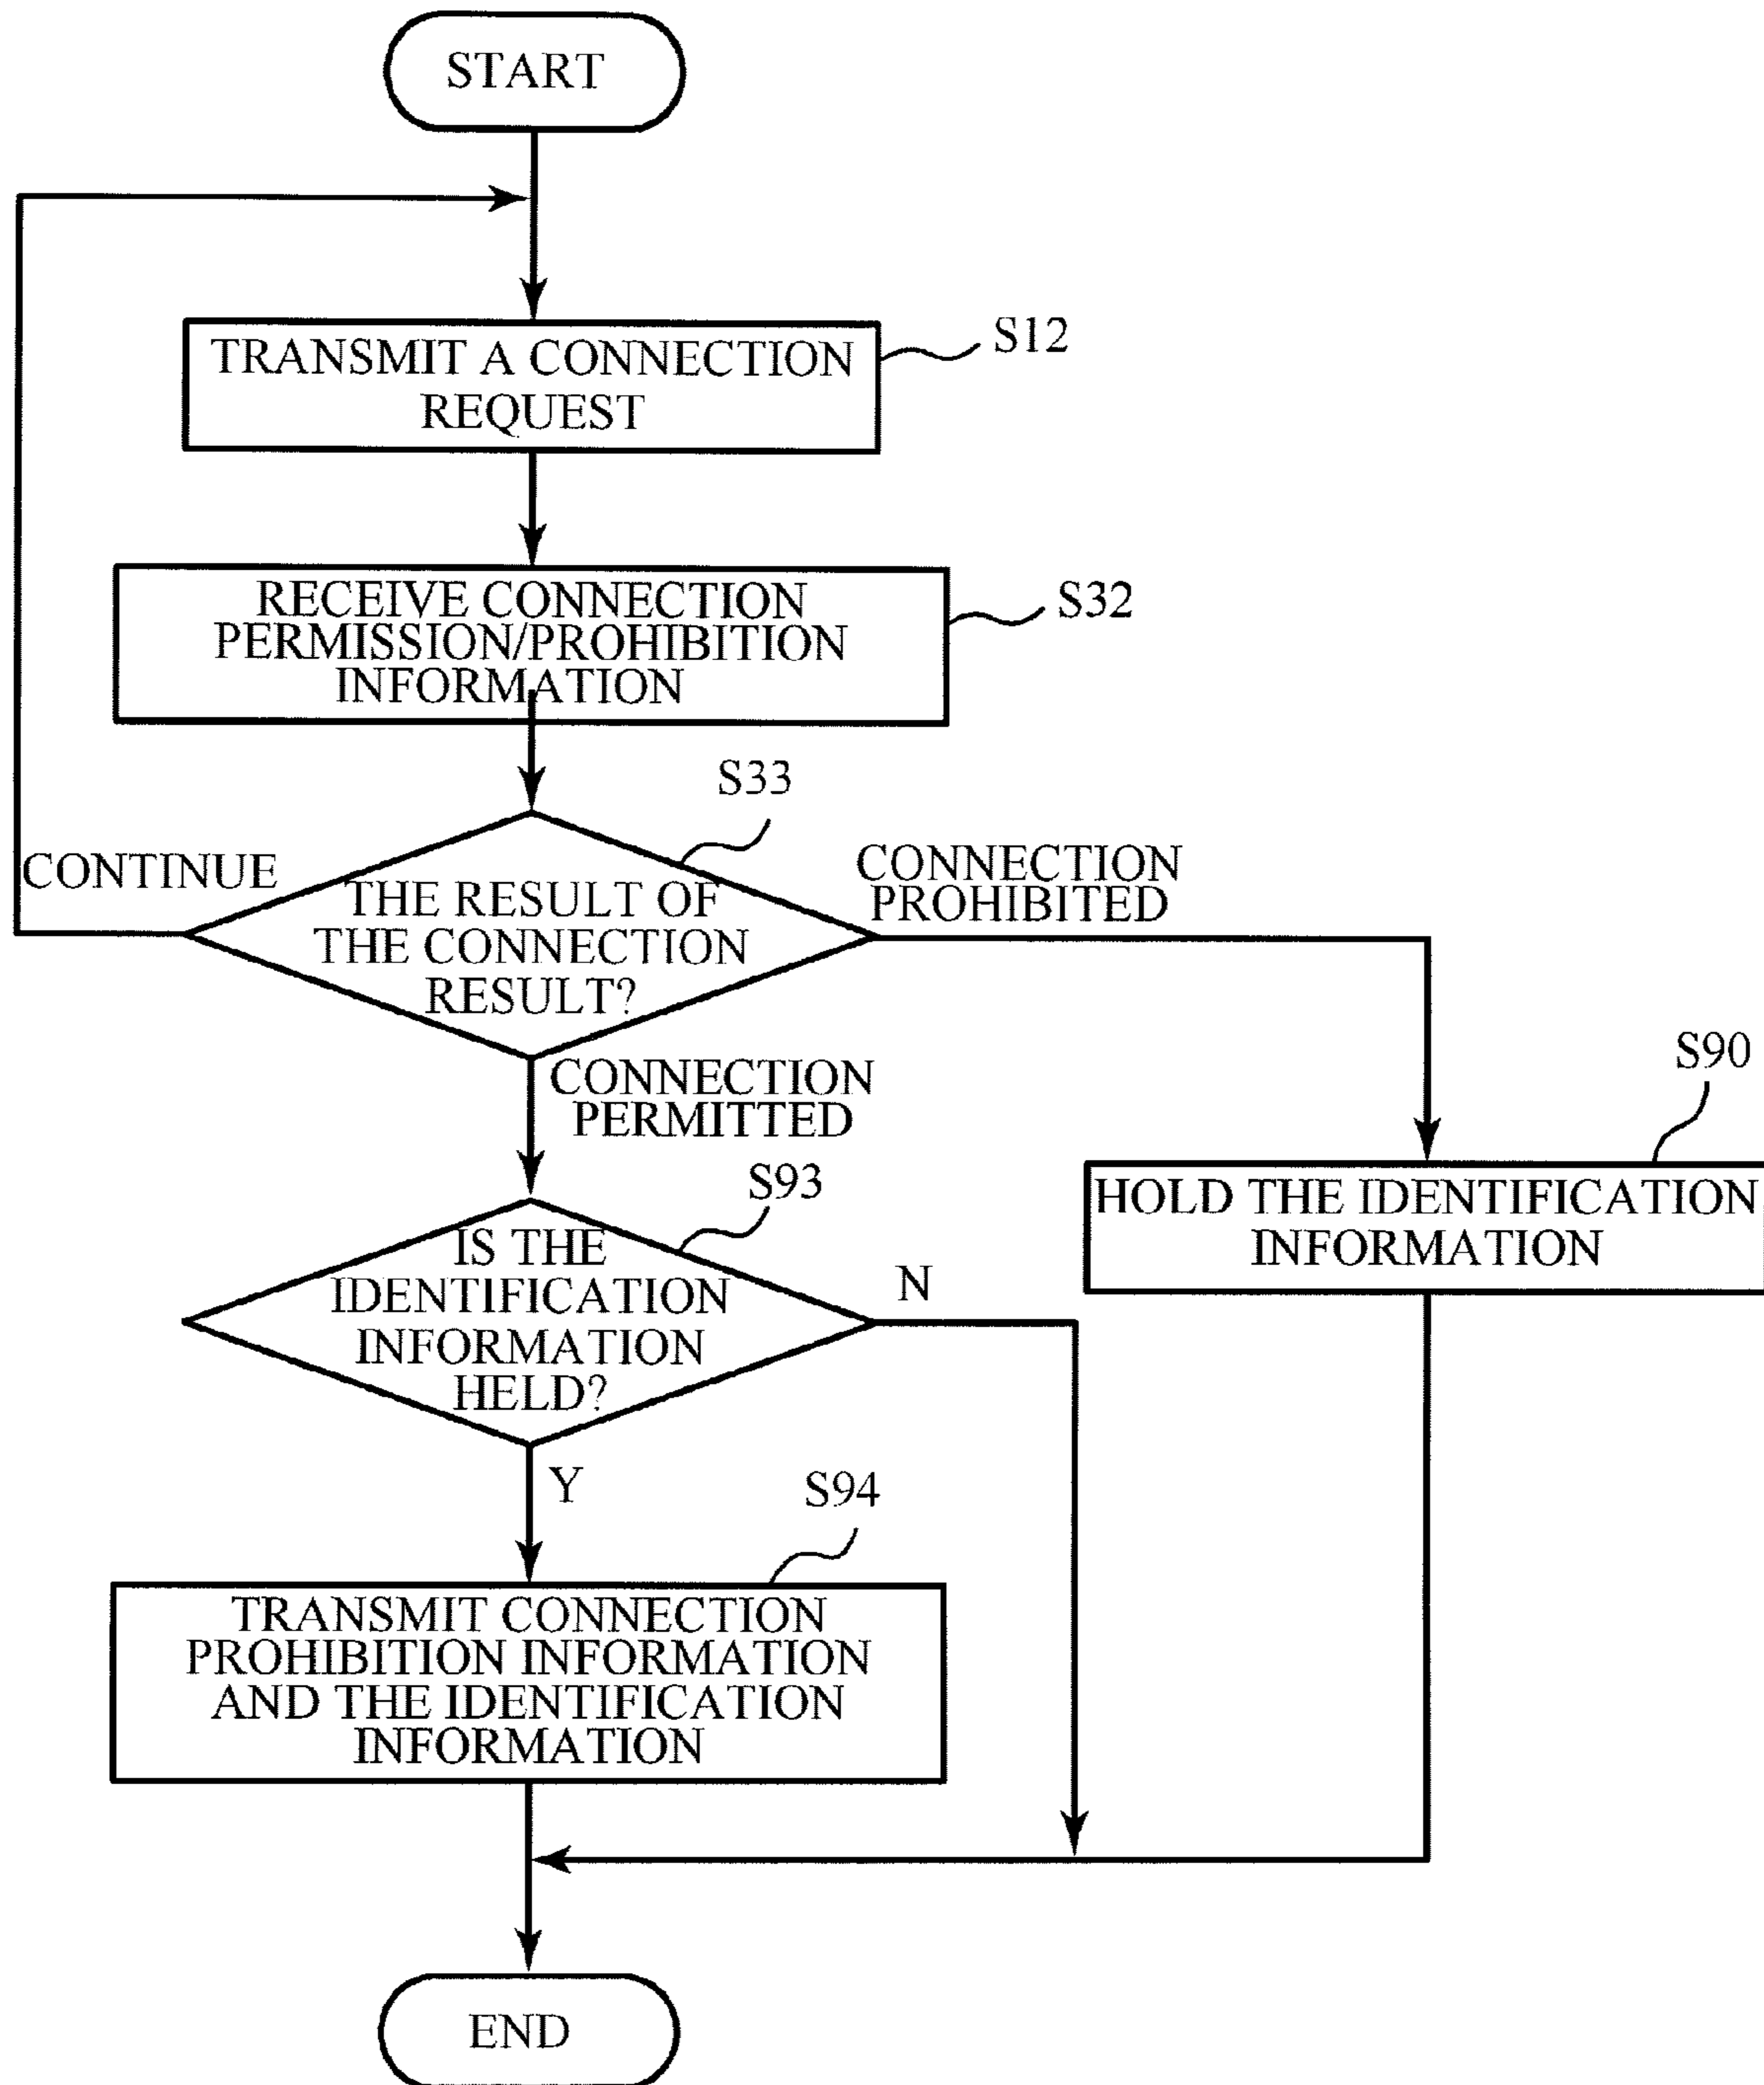 START
TRANSMIT A CONNECTION
REQUEST
S12
RECEIVE CONNECTION
PERMISSION/PROHIBITION
INFORMATION
S32
S33
CONTINUE
THE RESULT OF
THE CONNECTION
RESULT?
CONNECTION
PROHIBITED
CONNECTION
PERMITTED
S90
HOLD THE IDENTIFICATION
INFORMATION
S93
IS THE
IDENTIFICATION
INFORMATION
HELD?
N
Y
S94
TRANSMIT CONNECTION
PROHIBITION INFORMATION
AND THE IDENTIFICATION
INFORMATION
END